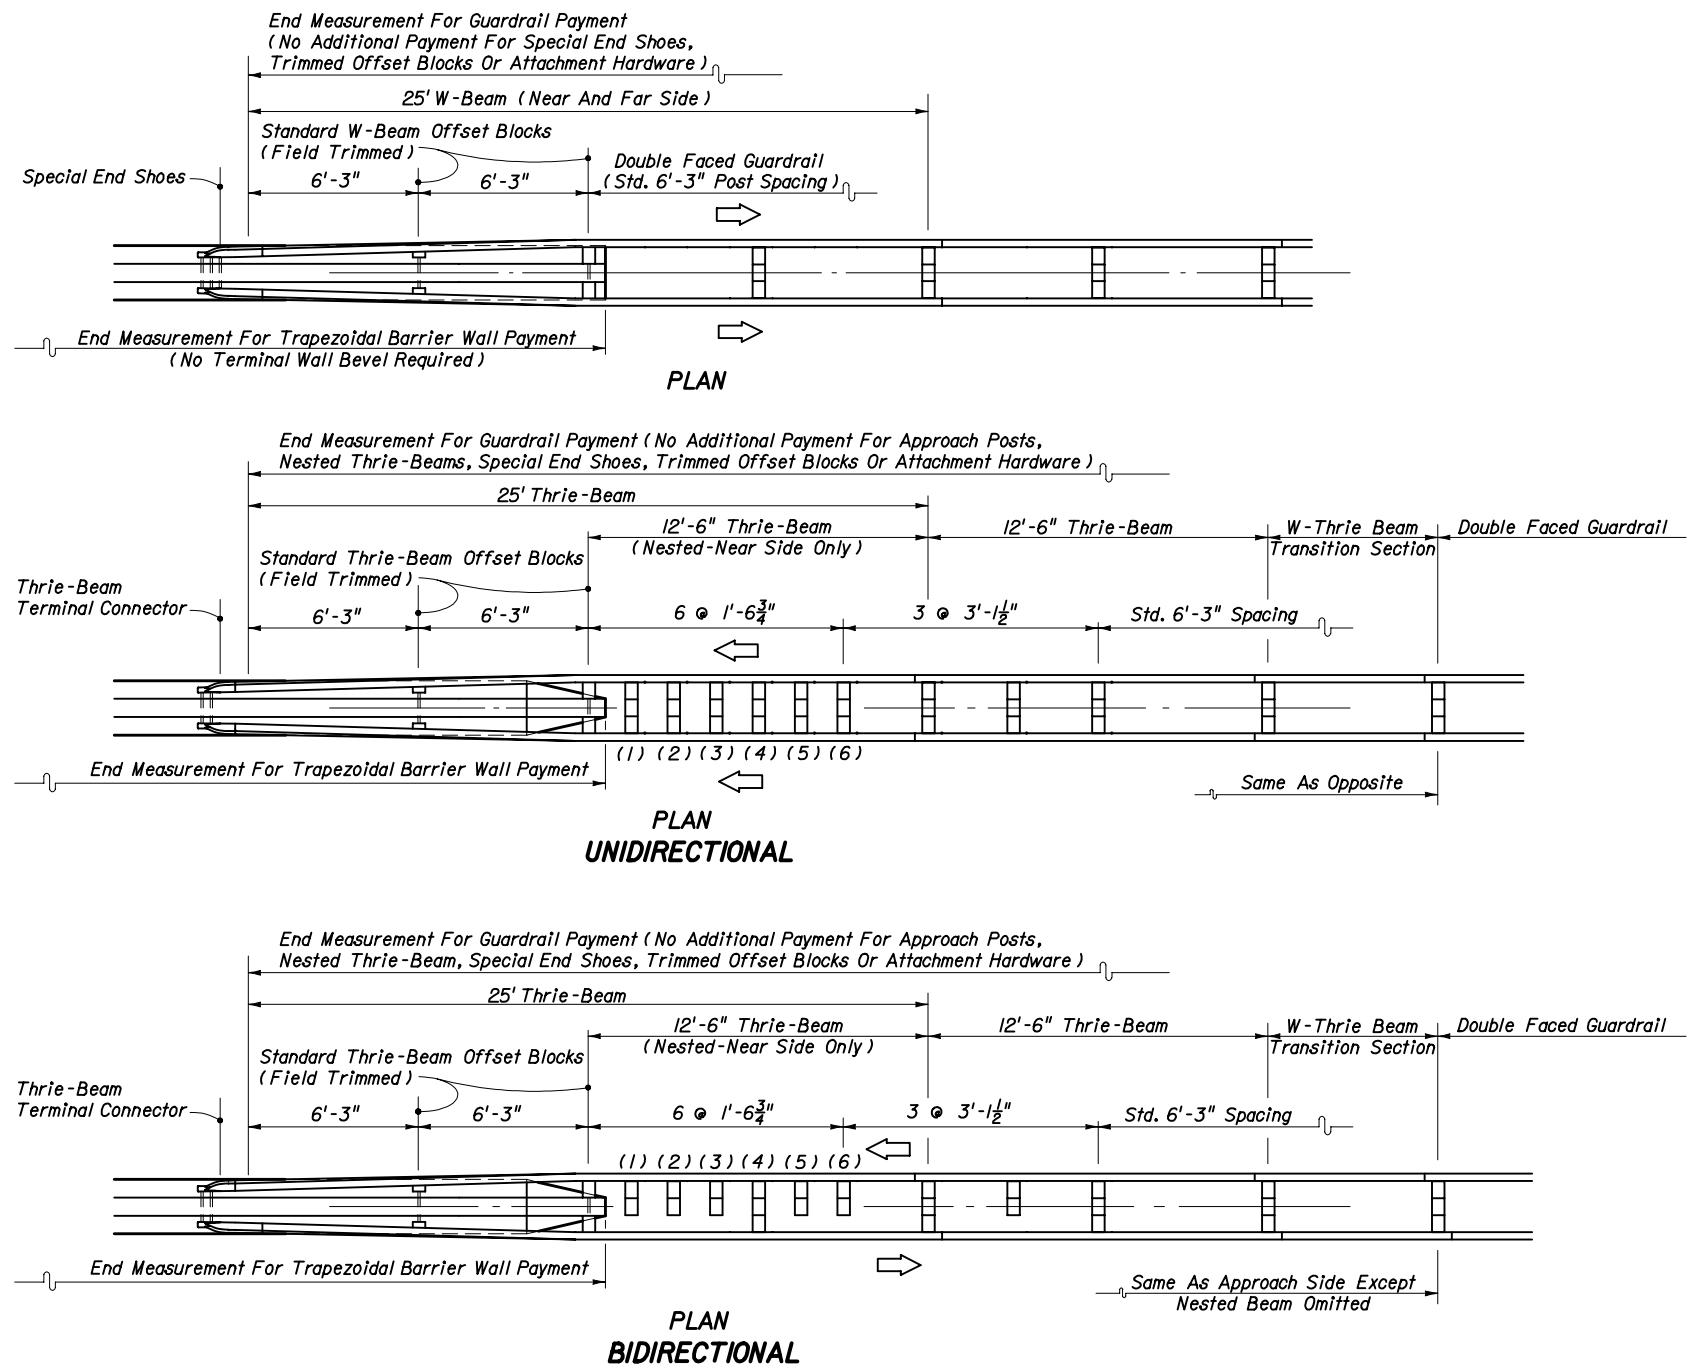 End Measurement For Guardrail Payment
(No Additional Payment For Special End Shoes,
Trimmed Offset Blocks Or Attachment Hardware)
25' W-Beam (Near And Far Side)
Standard W-Beam Offset Blocks
(Field Trimmed)
Double Faced Guardrail
(Std. 6'-3" Post Spacing)
Special End Shoes
6'-3"
6'-3"
End Measurement For Trapezoidal Barrier Wall Payment
(No Terminal Wall Bevel Required)
PLAN
End Measurement For Guardrail Payment (No Additional Payment For Approach Posts,
Nested Thrie-Beams, Special End Shoes, Trimmed Offset Blocks Or Attachment Hardware)
25' Thrie-Beam
12'-6" Thrie-Beam
(Nested-Near Side Only)
12'-6" Thrie-Beam
W-Thrie Beam
Transition Section
Double Faced Guardrail
Standard Thrie-Beam Offset Blocks
(Field Trimmed)
Thrie-Beam
Terminal Connector
6'-3"
6'-3"
6 @ 1'-6¾"
3 @ 3'-1½"
Std. 6'-3" Spacing
(1) (2) (3) (4) (5) (6)
End Measurement For Trapezoidal Barrier Wall Payment
Same As Opposite
PLAN
UNIDIRECTIONAL
End Measurement For Guardrail Payment (No Additional Payment For Approach Posts,
Nested Thrie-Beam, Special End Shoes, Trimmed Offset Blocks Or Attachment Hardware)
25' Thrie-Beam
12'-6" Thrie-Beam
(Nested-Near Side Only)
12'-6" Thrie-Beam
W-Thrie Beam
Transition Section
Double Faced Guardrail
Standard Thrie-Beam Offset Blocks
(Field Trimmed)
Thrie-Beam
Terminal Connector
6'-3"
6'-3"
6 @ 1'-6¾"
3 @ 3'-1½"
Std. 6'-3" Spacing
(1) (2) (3) (4) (5) (6)
End Measurement For Trapezoidal Barrier Wall Payment
Same As Approach Side Except
Nested Beam Omitted
PLAN
BIDIRECTIONAL